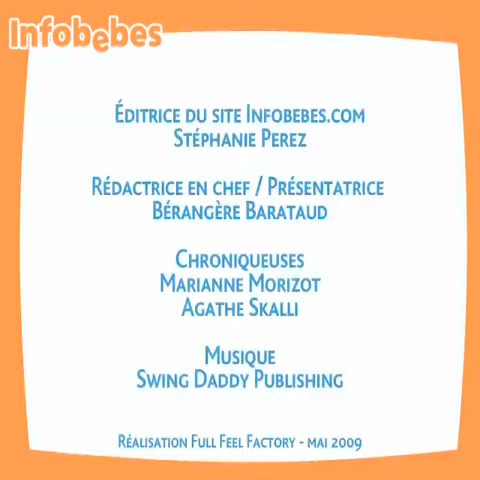 Infobebes
Éditrice du site Infobebes.com
Stéphanie Perez
Rédactrice en chef / Présentatrice
Bérangère Barataud
Chroniqueuses
Marianne Morizot
Agathe Skalli
Musique
Swing Daddy Publishing
Réalisation Full Feel Factory - mai 2009